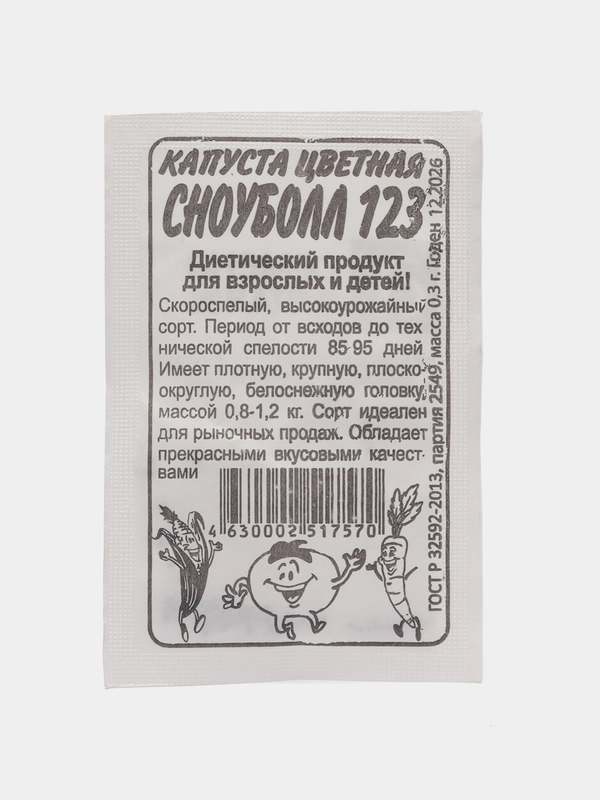 КАПУСТА ЦВЕТНАЯ
СНОУБОЛЛ 123
Диетический продукт
для взрослых и детей!
Скороспелый, высокоурожайный
сорт. Период от всходов до тех
нической спелости 85-95 дней
Имеет плотную, крупную, плоско-
округлую, белоснежную головку,
массой 0,8-1,2 кг. Сорт идеален
для рыночных продаж. Обладает
прекрасными вкусовыми качест-
вами
4 630002 517570
ГОСТ Р 32592-2013, партия 2549, масса 0,3 г. Годен 12.2026